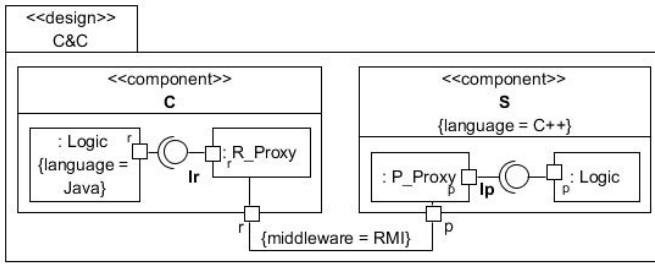 <<design>>
C&C
<<component>>
C
: Logic
{language =
Java}
r
Ir
: R_Proxy
r
r
<<component>>
S
{language = C++}
: P_Proxy
p
Ip
: Logic
p
p
{middleware = RMI}